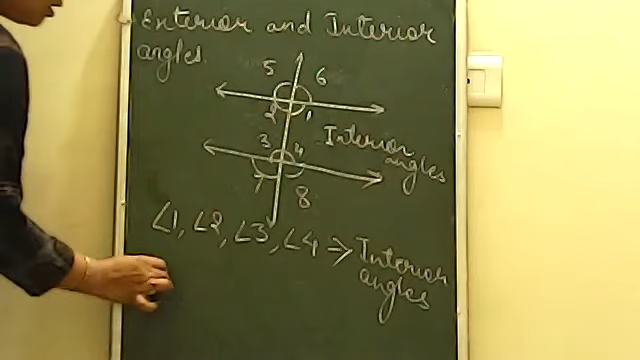 Exterior and Interior
angles
5
6
2
1
Interior
angles
3
4
7
8
∠1, ∠2, ∠3, ∠4 → Interior
angles